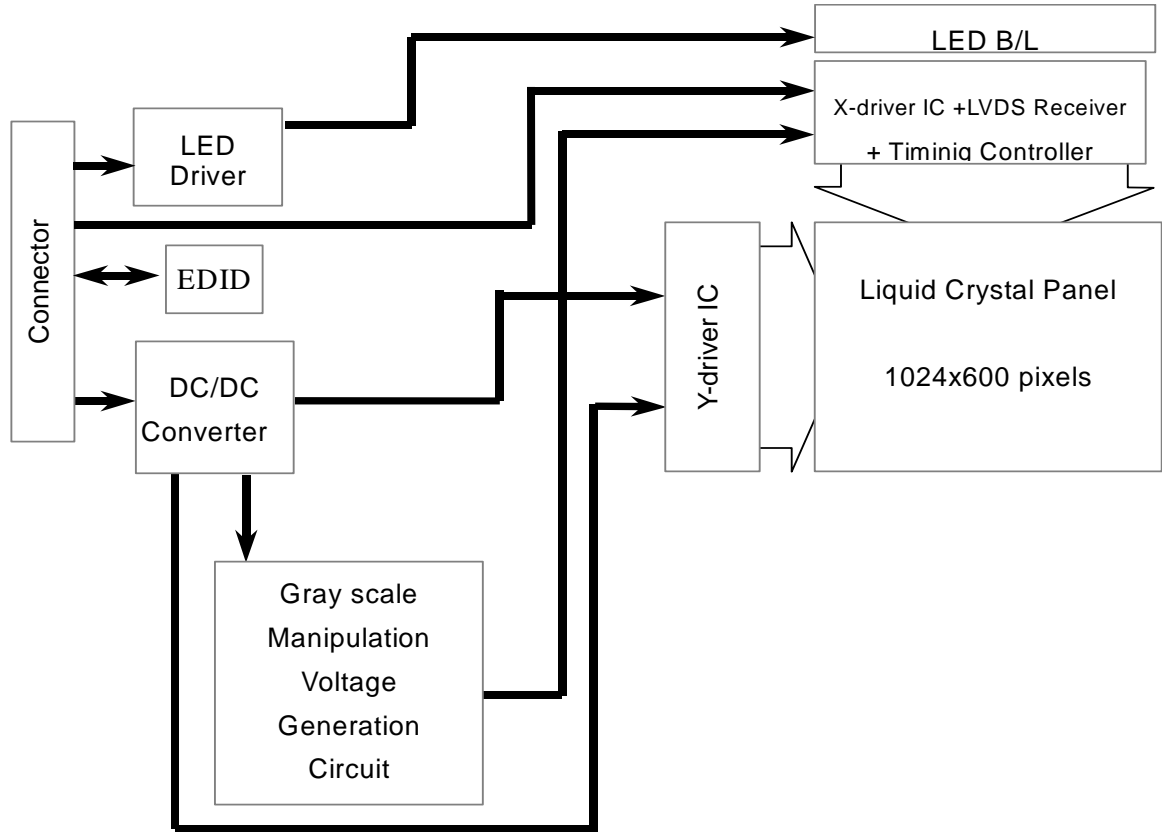 LED B/L
X-driver IC +LVDS Receiver
+ Timinig Controller
LED
Driver
Connector
EDID
Y-driver IC
Liquid Crystal Panel
1024x600 pixels
DC/DC
Converter
Gray scale
Manipulation
Voltage
Generation
Circuit